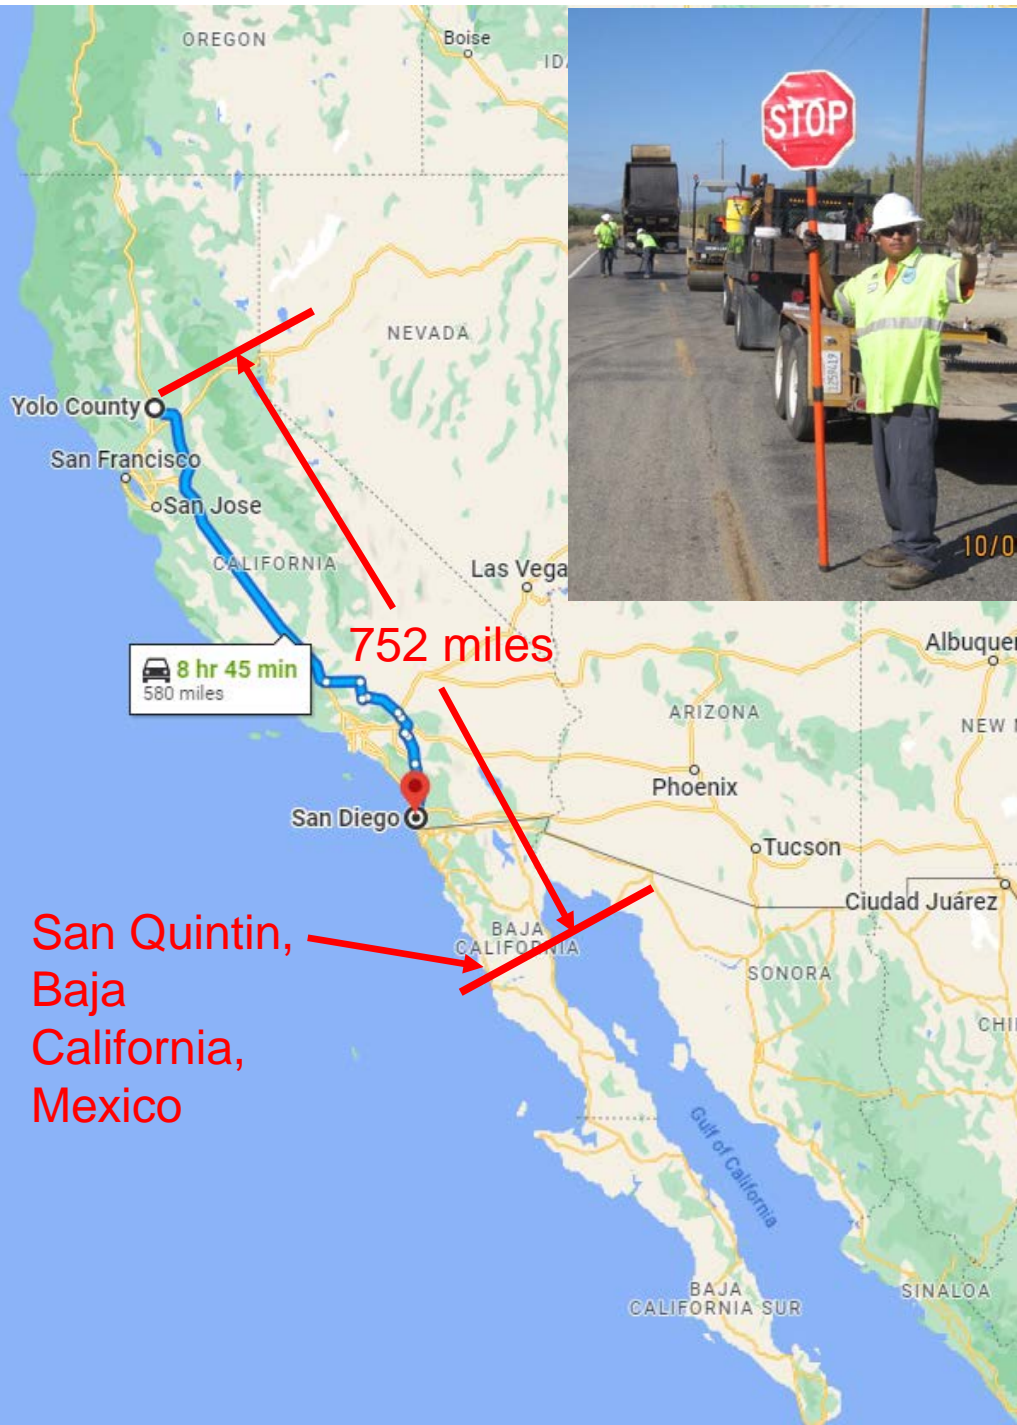 OREGON
Boise
STOP
1259419
10/0
NEVADA
Yolo County
San Francisco
San Jose
CALIFORNIA
Las Vega
752 miles
8 hr 45 min
580 miles
Albuquer
ARIZONA
NEW
Phoenix
San Diego
Tucson
Ciudad Juárez
San Quintin,
Baja
California,
Mexico
BAJA
CALIFORNIA
SONORA
CHI
Gulf of California
BAJA
CALIFORNIA SUR
SINALOA